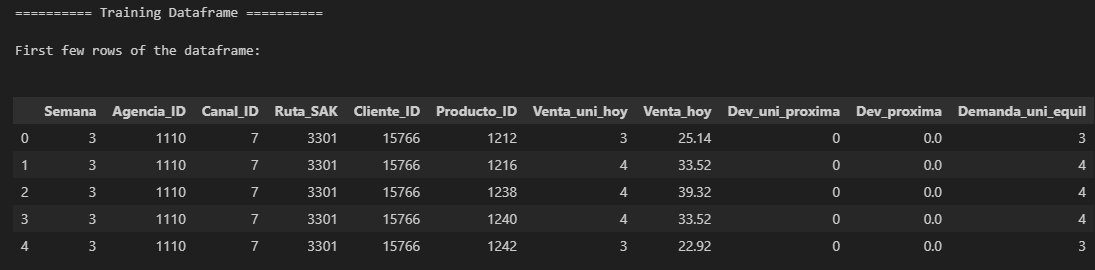 ========== Training Dataframe ==========
First few rows of the dataframe:
Semana Agencia_ID Canal_ID Ruta_SAK Cliente_ID Producto_ID Venta_uni_hoy Venta_hoy Dev_uni_proxima Dev_proxima Demanda_uni_equil
0 3 1110 7 3301 15766 1212 3 25.14 0 0.0 3
1 3 1110 7 3301 15766 1216 4 33.52 0 0.0 4
2 3 1110 7 3301 15766 1238 4 39.32 0 0.0 4
3 3 1110 7 3301 15766 1240 4 33.52 0 0.0 4
4 3 1110 7 3301 15766 1242 3 22.92 0 0.0 3